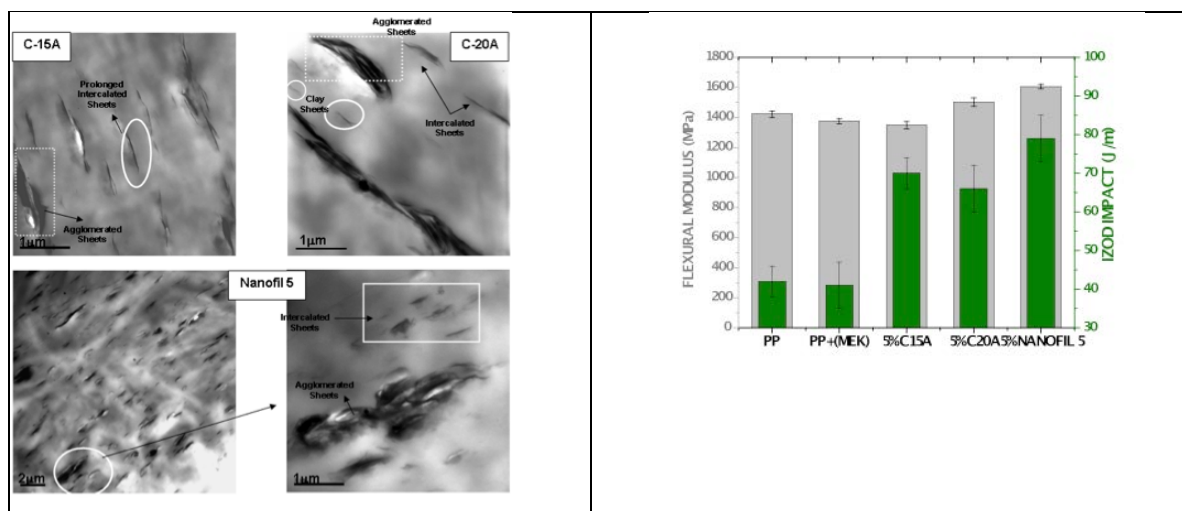 C-15A
Prolonged
Intercalated
Sheets
Agglomerated
Sheets
1μm
Agglomerated
Sheets
C-20A
Clay
Sheets
Intercalated
Sheets
1μm
Nanofil 5
2μm
Intercalated
Sheets
Agglomerated
Sheets
1μm
FLEXURAL MODULUS (MPa)
1800
1600
1400
1200
1000
800
600
400
200
0
PP
PP+(MEK)
5%C15A
5%C20A
5%NANOFIL 5
100
90
80
70
60
50
40
30
IZOD IMPACT (J/m)